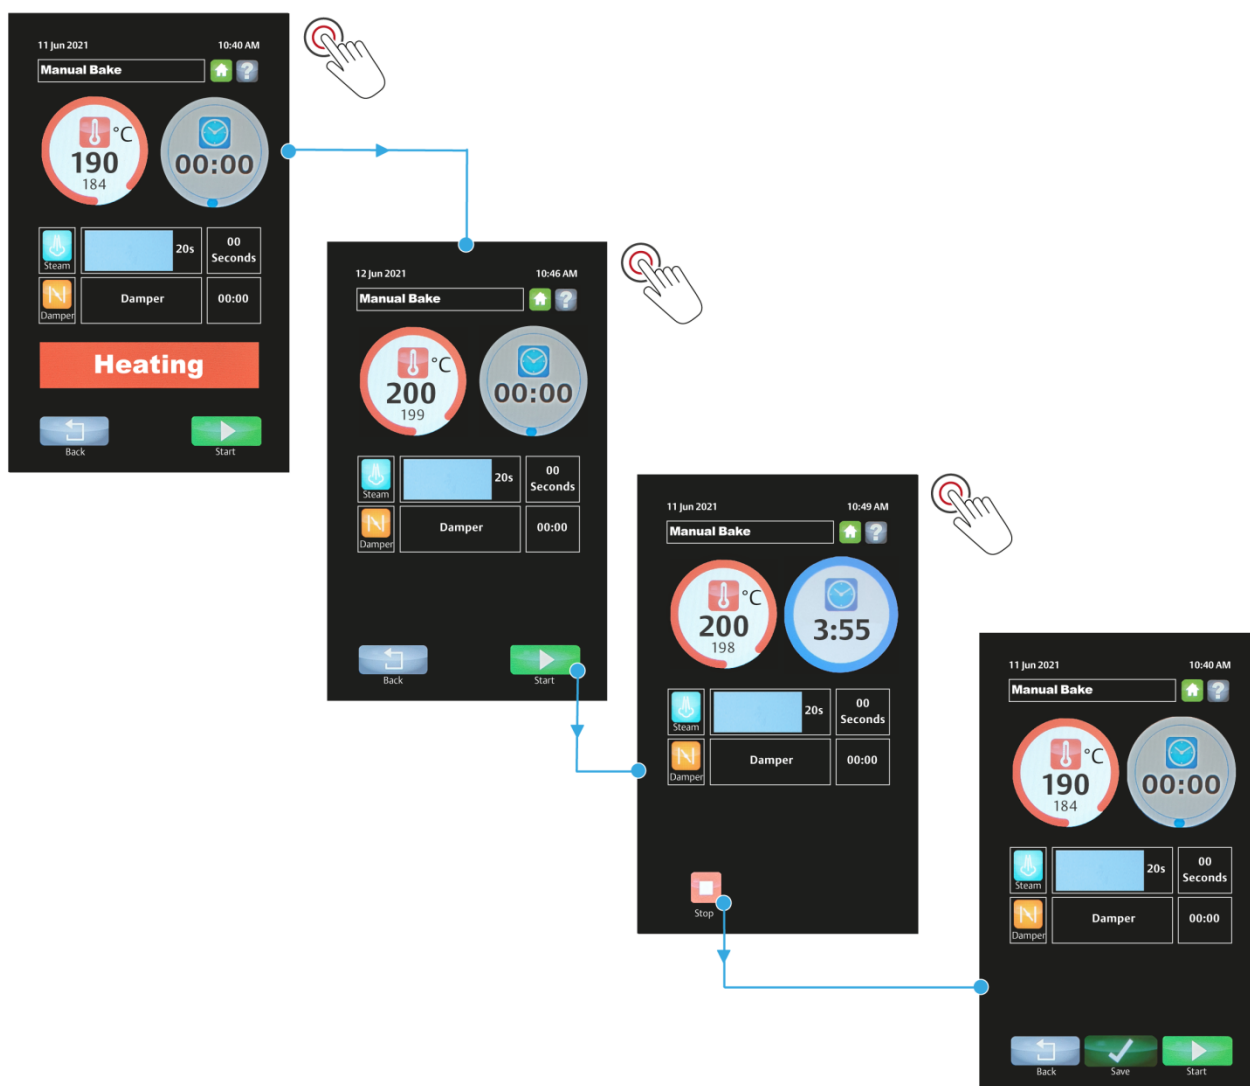 11 Jun 2021 10:40 AM
Manual Bake ?
°C
190 00:00
184
20s 00
Seconds
Steam
Damper 00:00
Damper
Heating
Back Start
12 Jun 2021 10:46 AM
Manual Bake ?
°C
200 00:00
199
20s 00
Seconds
Steam
Damper 00:00
Damper
Back Start
11 Jun 2021 10:49 AM
Manual Bake ?
°C
200 3:55
198
20s 00
Seconds
Steam
Damper 00:00
Damper
Stop
11 Jun 2021 10:40 AM
Manual Bake ?
°C
190 00:00
184
20s 00
Seconds
Steam
Damper 00:00
Damper
Back Save Start